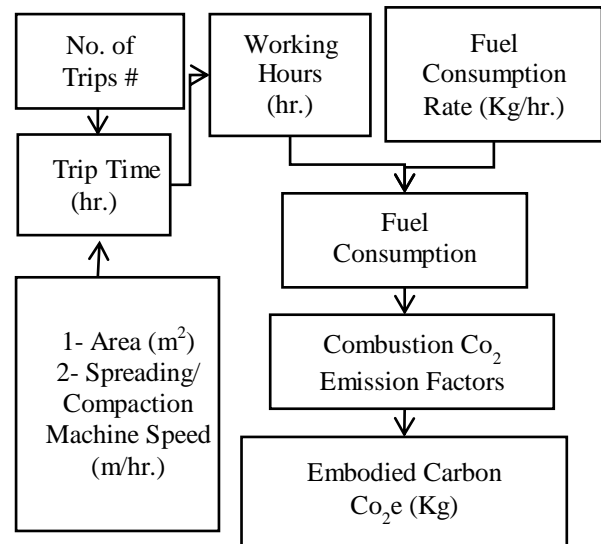 No. of
Trips #
Working
Hours
(hr.)
Fuel
Consumption
Rate (Kg/hr.)
Trip Time
(hr.)
Fuel
Consumption
1- Area (m²)
2- Spreading/
Compaction
Machine Speed
(m/hr.)
Combustion Co₂
Emission Factors
Embodied Carbon
Co₂e (Kg)